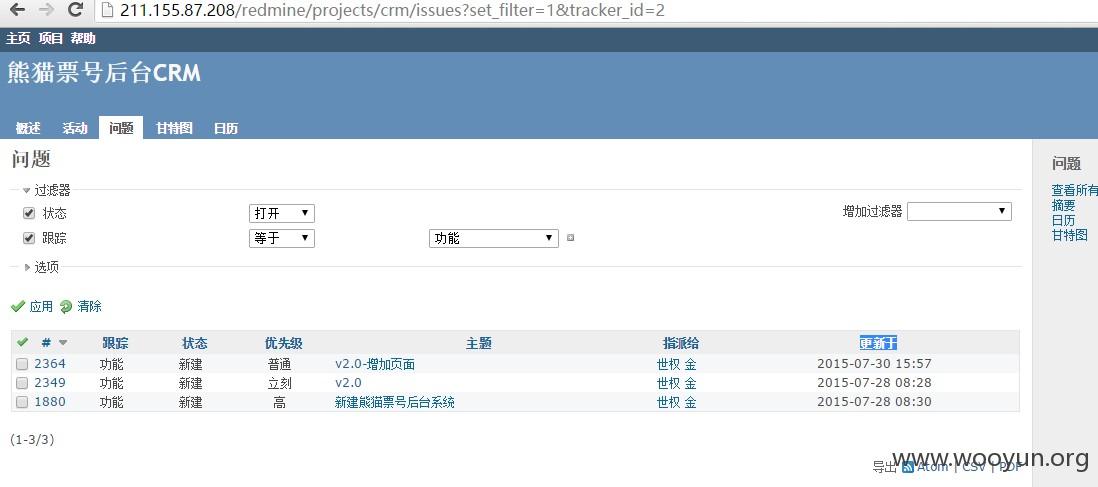 211.155.87.208/redmine/projects/crm/issues?set_filter=1&tracker_id=2
主页 项目 帮助
熊猫票号后台CRM
概述 活动 问题 甘特图 日历
问题
过滤器
状态 打开 增加过滤器
跟踪 等于 功能
选项
应用 清除
# 跟踪 状态 优先级 主题 指派给 更新于
2364 功能 新建 普通 v2.0-增加页面 世权 金 2015-07-30 15:57
2349 功能 新建 立刻 v2.0 世权 金 2015-07-28 08:28
1880 功能 新建 高 新建熊猫票号后台系统 世权 金 2015-07-28 08:30
(1-3/3)
导出 Atom | CSV | PDF
问题
查看所有
摘要
日历
甘特图
www.wooyun.org